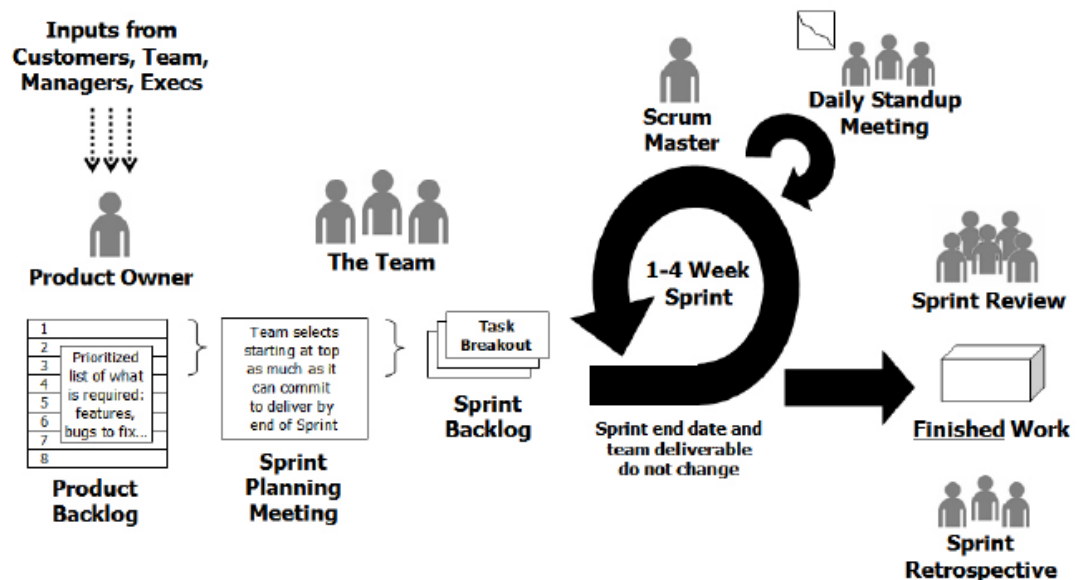 Inputs from
Customers, Team,
Managers, Execs
Product Owner
The Team
Scrum
Master
Daily Standup
Meeting
1
2
3
4
5
6
7
8
Prioritized
list of what
is required:
features,
bugs to fix...
Product
Backlog
Team selects
starting at top
as much as it
can commit
to deliver by
end of Sprint
Sprint
Planning
Meeting
Task
Breakout
Sprint
Backlog
1-4 Week
Sprint
Sprint end date and
team deliverable
do not change
Sprint Review
Finished Work
Sprint
Retrospective